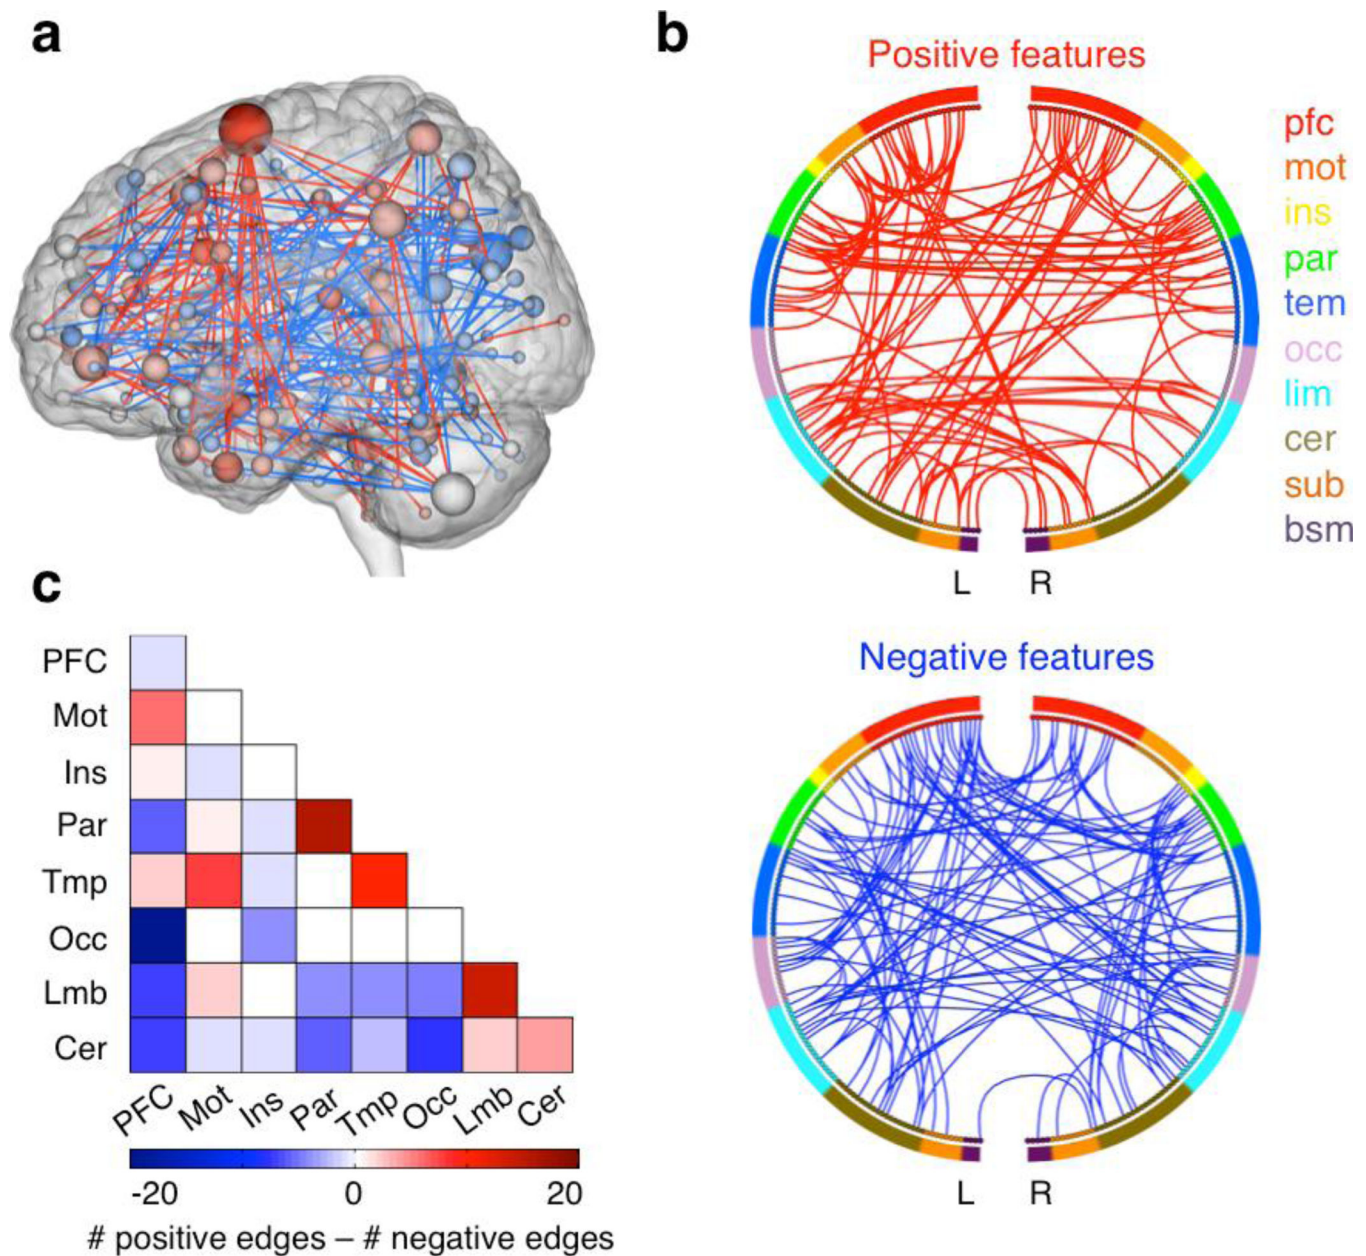 a
b
Positive features
pfc
mot
ins
par
tem
occ
lim
cer
sub
bsm
L R
c
PFC
Mot
Ins
Par
Tmp
Occ
Lmb
Cer
PFC Mot Ins Par Tmp Occ Lmb Cer
-20 0 20
# positive edges – # negative edges
Negative features
L R